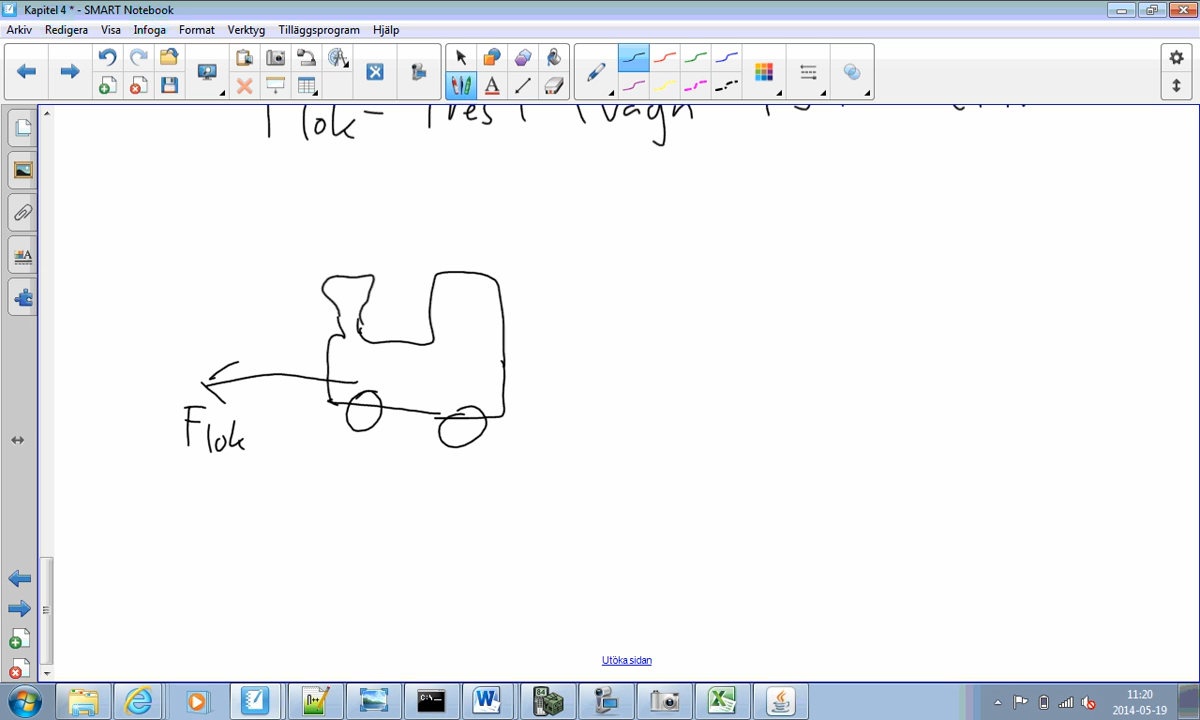 Kapitel 4 * - SMART Notebook
Arkiv Redigera Visa Infoga Format Verktyg Tilläggsprogram Hjälp
Flok
Utöka sidan
11:20
2014-05-19